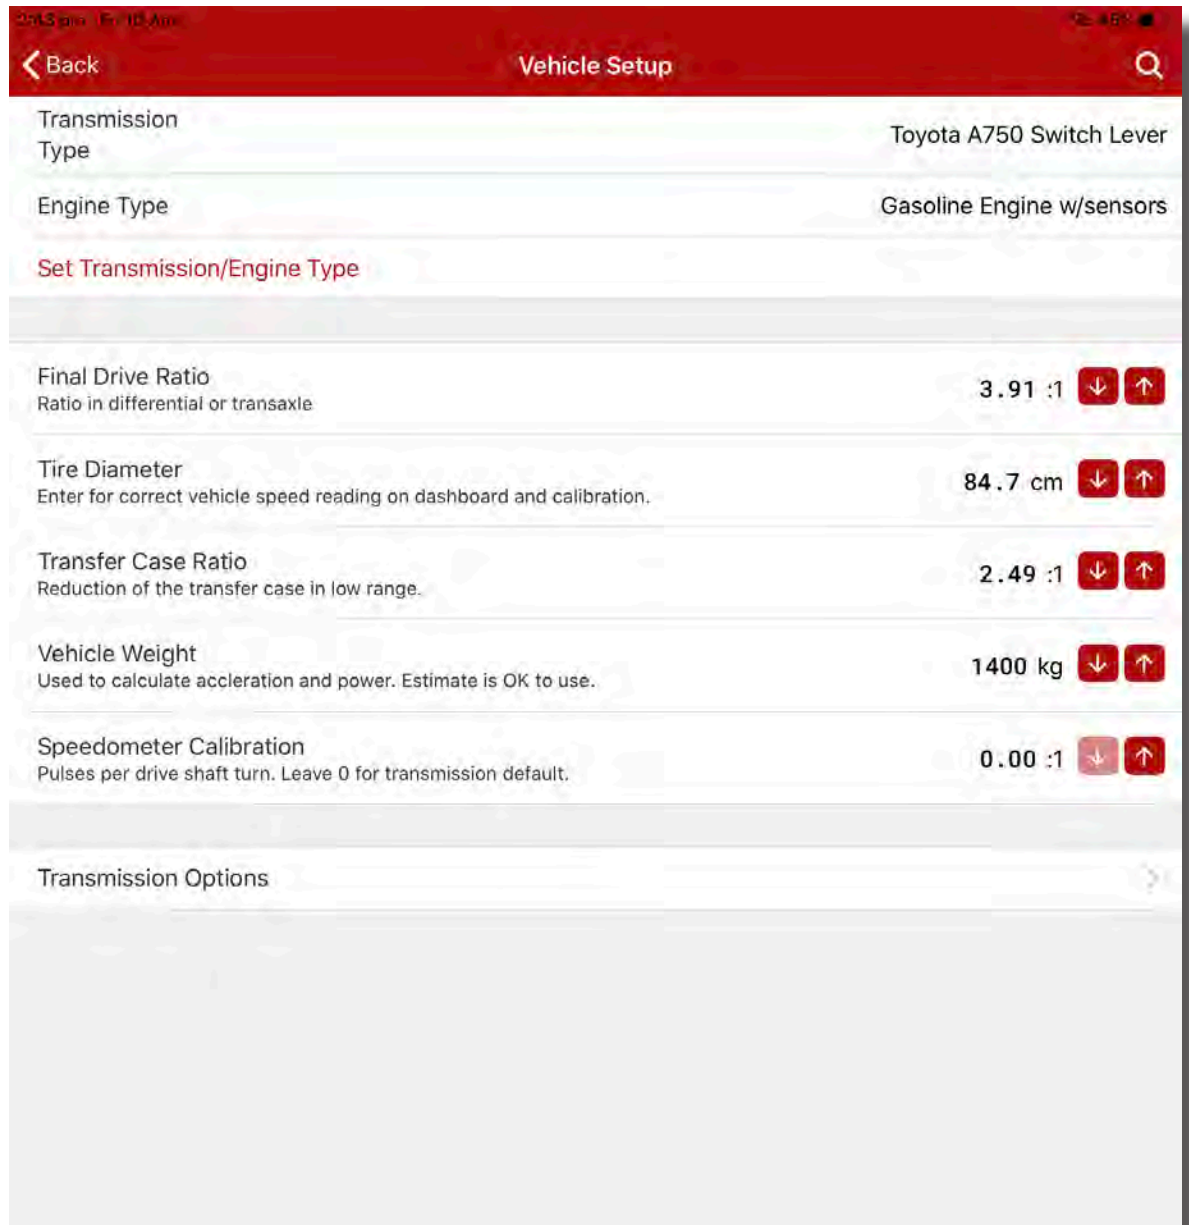 Back
Vehicle Setup
Transmission
Type
Toyota A750 Switch Lever
Engine Type
Gasoline Engine w/sensors
Set Transmission/Engine Type
Final Drive Ratio
Ratio in differential or transaxle
3.91 :1
Tire Diameter
Enter for correct vehicle speed reading on dashboard and calibration.
84.7 cm
Transfer Case Ratio
Reduction of the transfer case in low range.
2.49 :1
Vehicle Weight
Used to calculate accleration and power. Estimate is OK to use.
1400 kg
Speedometer Calibration
Pulses per drive shaft turn. Leave 0 for transmission default.
0.00 :1
Transmission Options